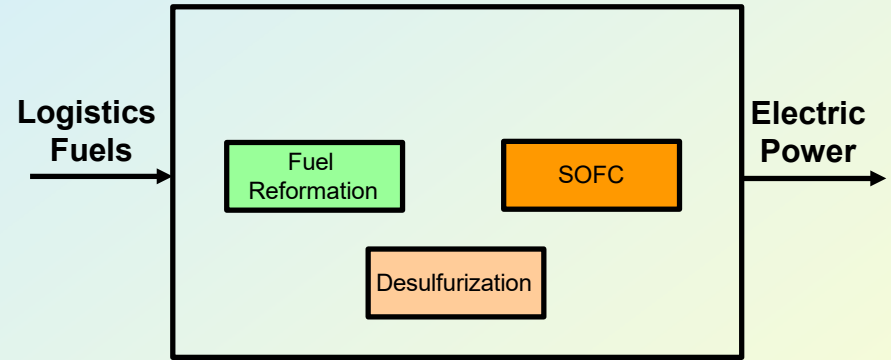 Logistics
Fuels
Fuel
Reformation
SOFC
Desulfurization
Electric
Power